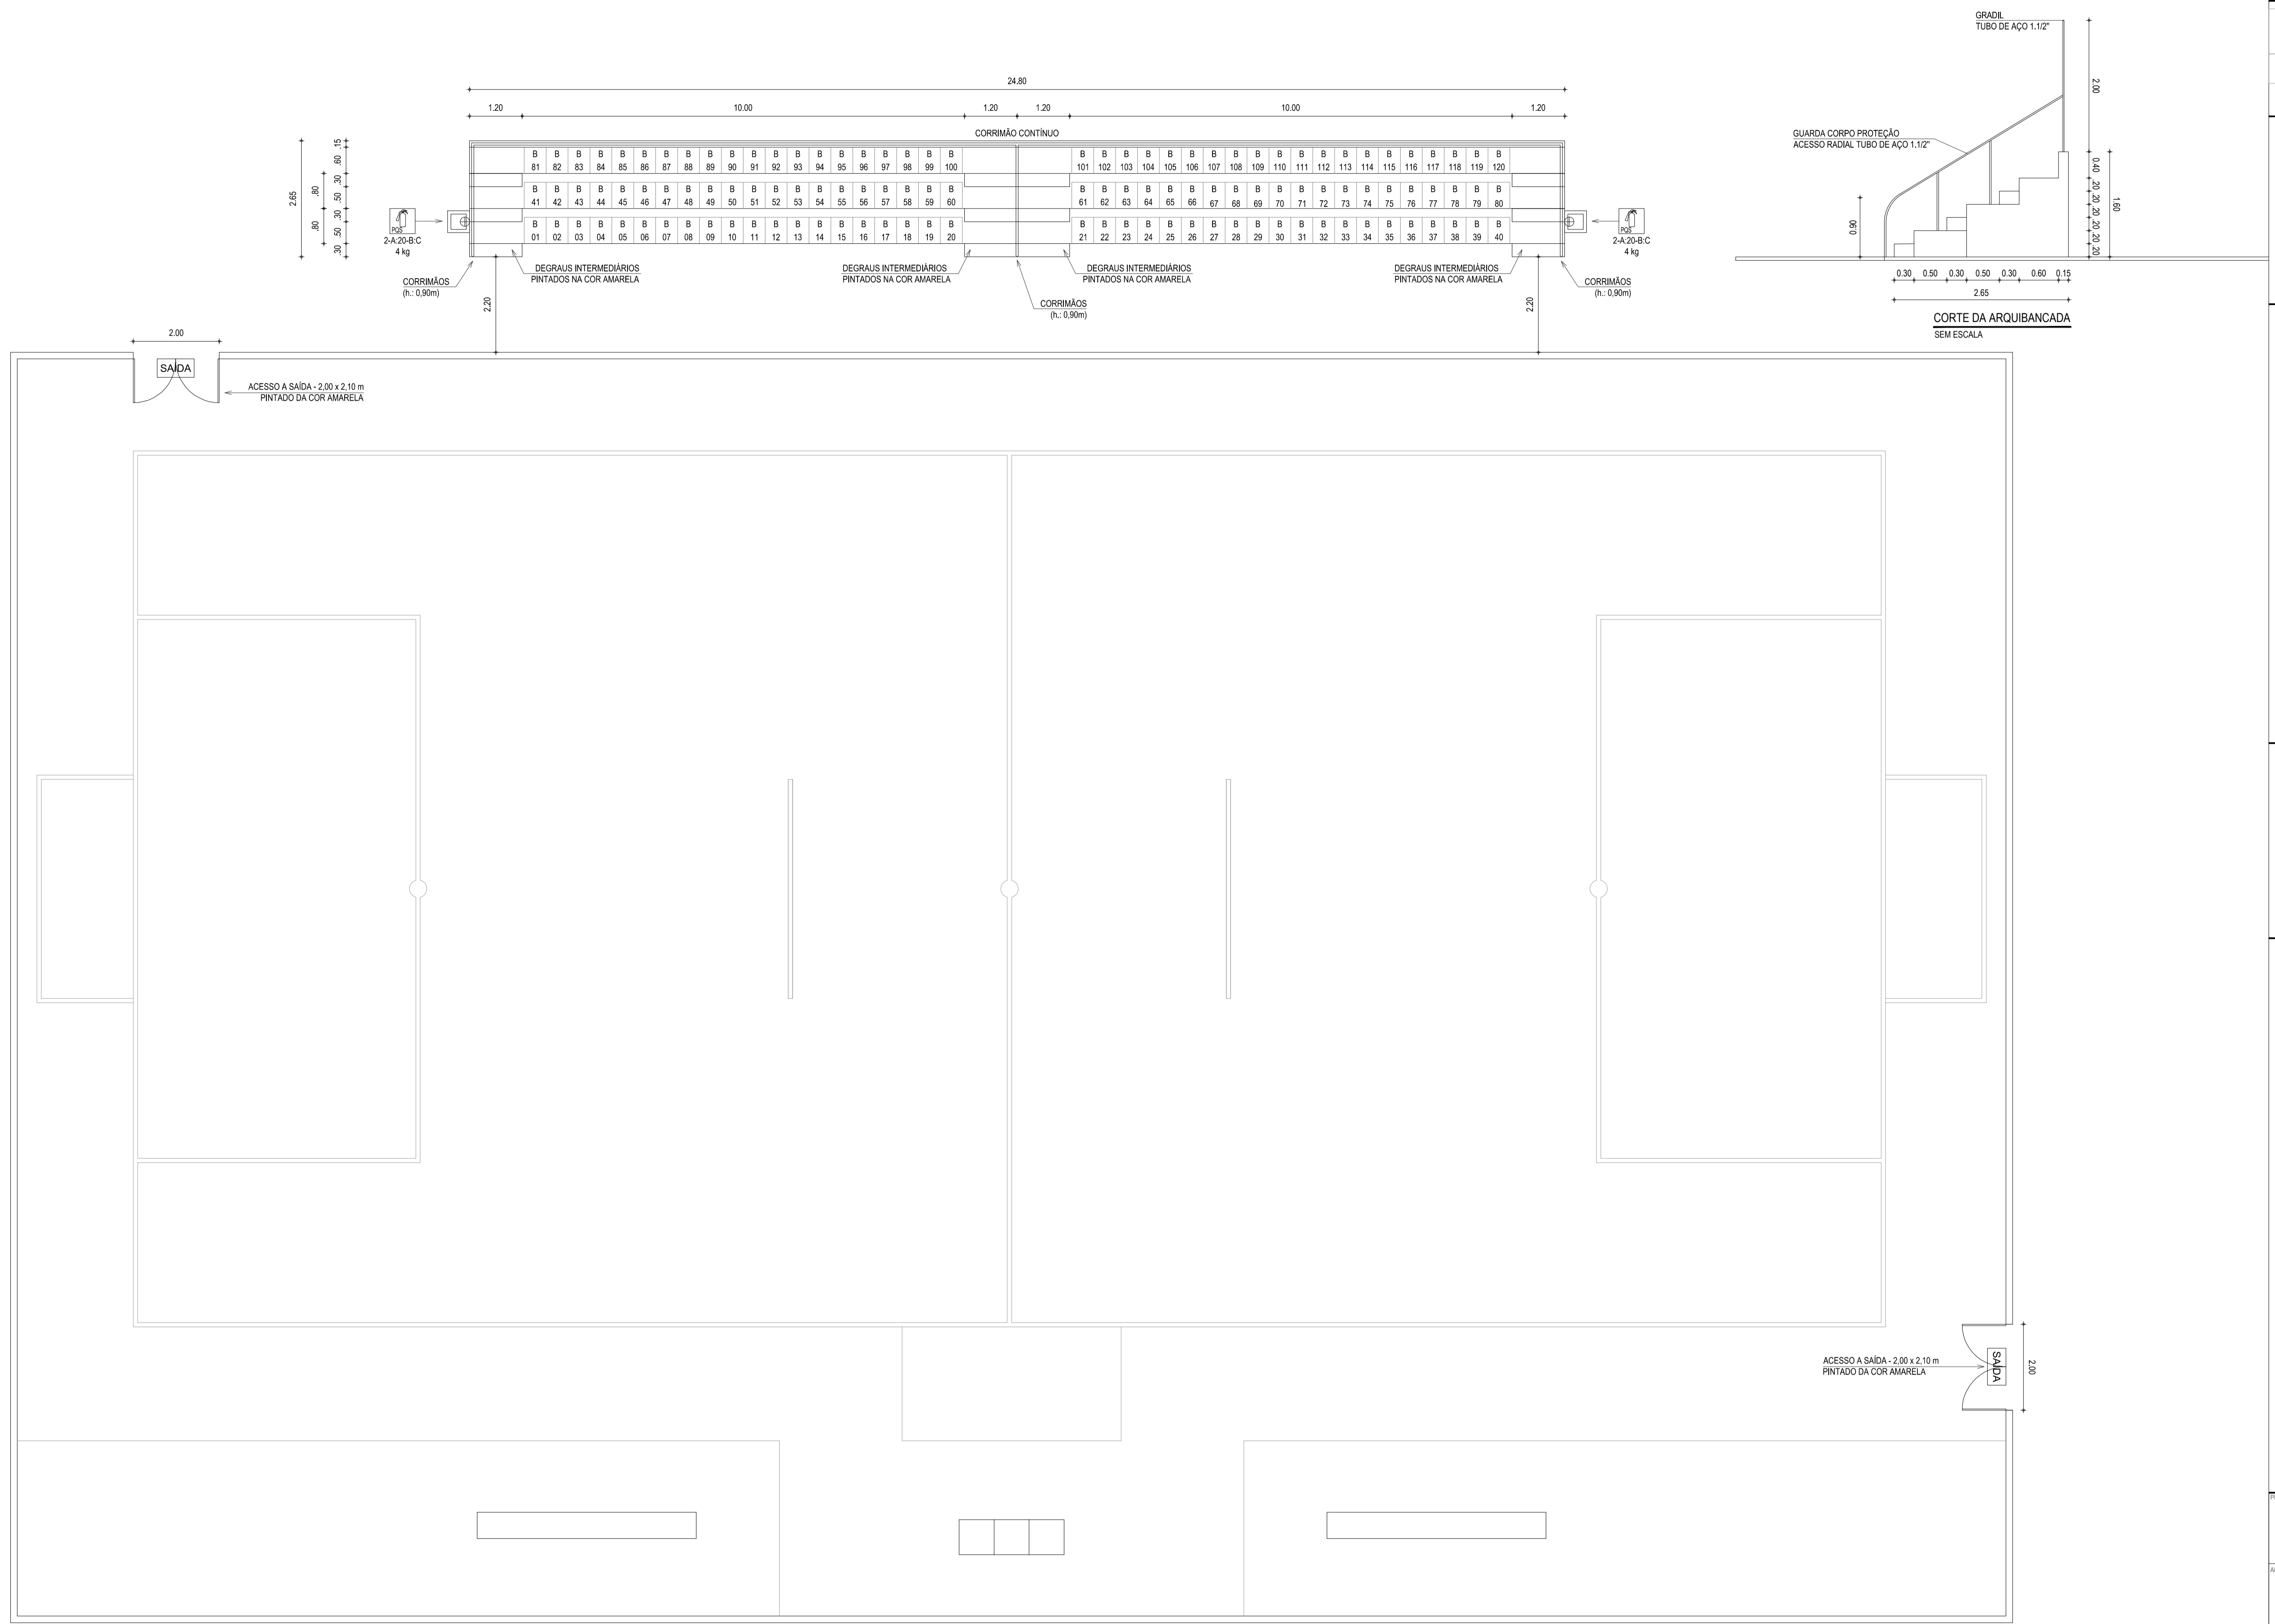 GRADIL
TUBO DE AÇO 1.1/2"
24.80
1.20 10.00 1.20 1.20 10.00 1.20
2.00
CORRIMÃO CONTÍNUO
GUARDA CORPO PROTEÇÃO
ACESSO RADIAL TUBO DE AÇO 1.1/2"
2.65
.80
.80
.15
.60
.30
.50
.30
.50
.30
B B B B B B B B B B B B B B B B B B B B
81 82 83 84 85 86 87 88 89 90 91 92 93 94 95 96 97 98 99 100
B B B B B B B B B B B B B B B B B B B B
101 102 103 104 105 106 107 108 109 110 111 112 113 114 115 116 117 118 119 120
B B B B B B B B B B B B B B B B B B B B
41 42 43 44 45 46 47 48 49 50 51 52 53 54 55 56 57 58 59 60
B B B B B B B B B B B B B B B B B B B B
61 62 63 64 65 66 67 68 69 70 71 72 73 74 75 76 77 78 79 80
B B B B B B B B B B B B B B B B B B B B
01 02 03 04 05 06 07 08 09 10 11 12 13 14 15 16 17 18 19 20
B B B B B B B B B B B B B B B B B B B B
21 22 23 24 25 26 27 28 29 30 31 32 33 34 35 36 37 38 39 40
PQS
2-A:20-B:C
4 kg
PQS
2-A:20-B:C
4 kg
CORRIMÃOS
(h.: 0,90m)
DEGRAUS INTERMEDIÁRIOS
PINTADOS NA COR AMARELA
DEGRAUS INTERMEDIÁRIOS
PINTADOS NA COR AMARELA
CORRIMÃOS
(h.: 0,90m)
DEGRAUS INTERMEDIÁRIOS
PINTADOS NA COR AMARELA
DEGRAUS INTERMEDIÁRIOS
PINTADOS NA COR AMARELA
CORRIMÃOS
(h.: 0,90m)
2.20
2.20
0.90
0.40
.20
.20
.20
.20
.20
.20
1.60
0.30 0.50 0.30 0.50 0.30 0.60 0.15
2.65
CORTE DA ARQUIBANCADA
SEM ESCALA
2.00
SAÍDA
ACESSO A SAÍDA - 2,00 x 2,10 m
PINTADO DA COR AMARELA
ACESSO A SAÍDA - 2,00 x 2,10 m
PINTADO DA COR AMARELA
SAÍDA
2.00